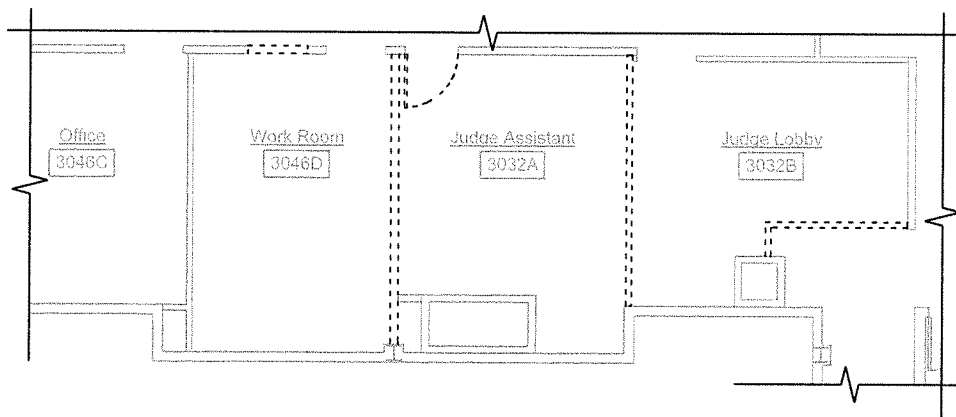 Office
3046C
Work Room
3046D
Judge Assistant
3032A
Judge Lobby
3032B